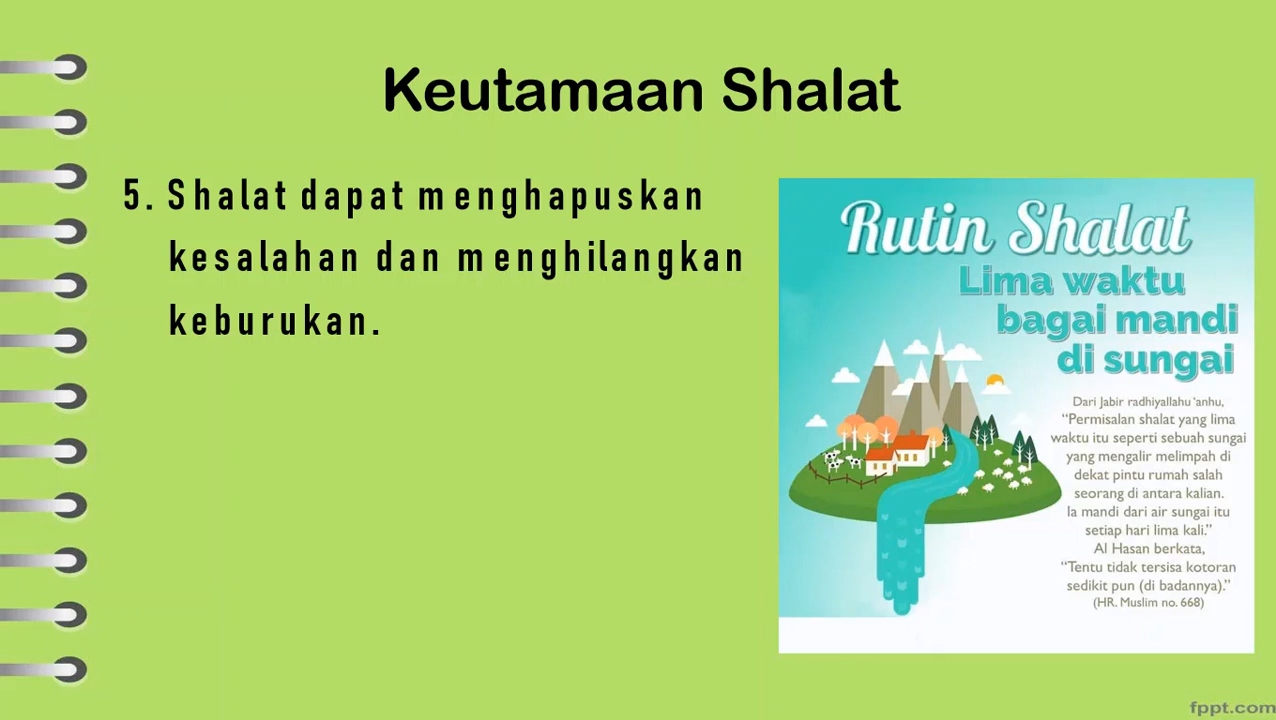 Keutamaan Shalat
5. Shalat dapat menghapuskan
kesalahan dan menghilangkan
keburukan.
Rutin Shalat
Lima waktu
bagai mandi
di sungai
Dari Jabir radhiyallahu ‘anhu,
“Permisalan shalat yang lima
waktu itu seperti sebuah sungai
yang mengalir melimpah di
dekat pintu rumah salah
seorang di antara kalian.
Ia mandi dari air sungai itu
setiap hari lima kali.”
Al Hasan berkata,
“Tentu tidak tersisa kotoran
sedikit pun (di badannya).”
(HR. Muslim no. 668)
fppt.com